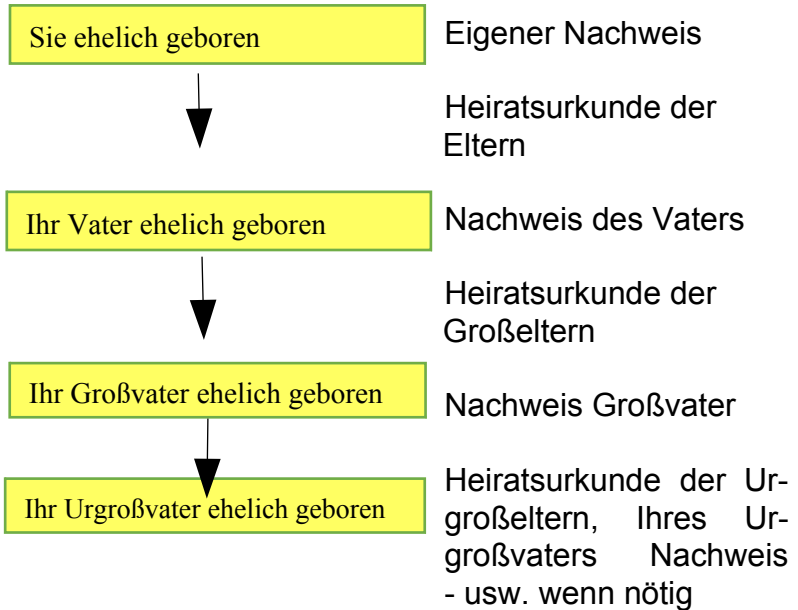 Sie ehelich geboren
Eigener Nachweis
Heiratsurkunde der
Eltern
Ihr Vater ehelich geboren
Nachweis des Vaters
Heiratsurkunde der
Großeltern
Ihr Großvater ehelich geboren
Nachweis Großvater
Ihr Urgroßvater ehelich geboren
Heiratsurkunde der Ur-
großeltern, Ihres Ur-
großvaters Nachweis
- usw. wenn nötig